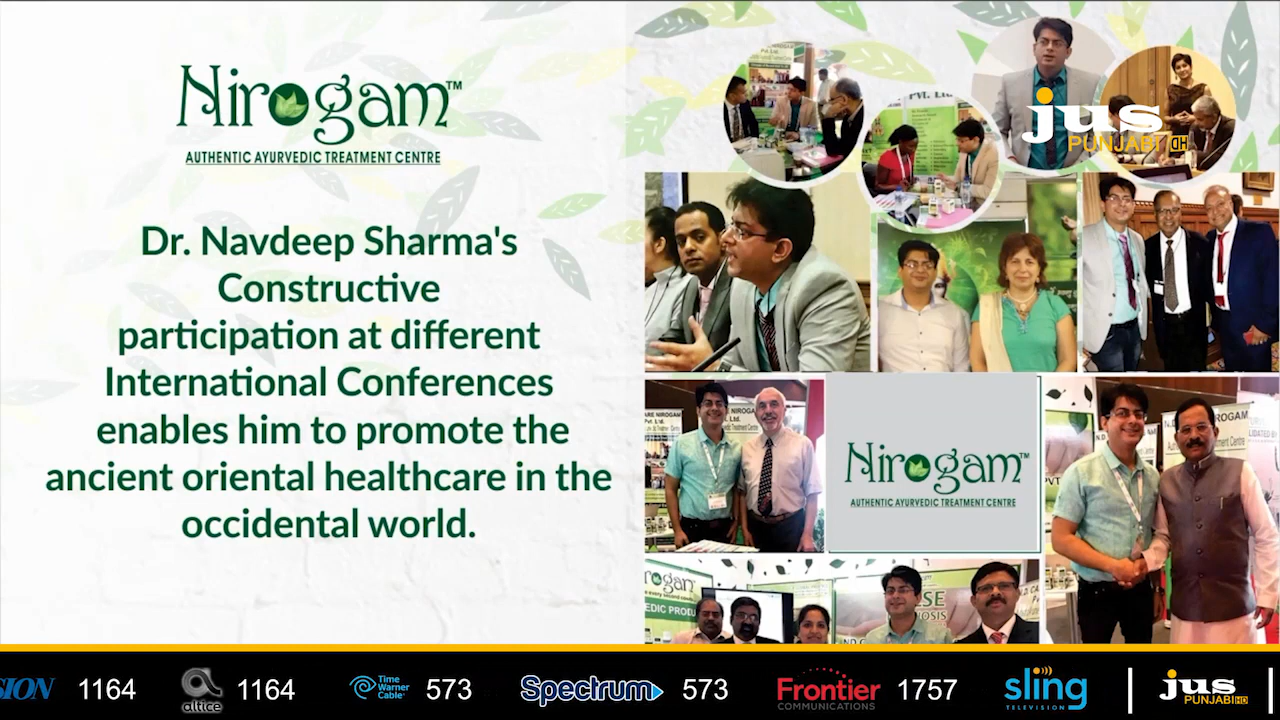 Nirogam™
AUTHENTIC AYURVEDIC TREATMENT CENTRE
Dr. Navdeep Sharma's
Constructive
participation at different
International Conferences
enables him to promote the
ancient oriental healthcare in the
occidental world.
jus
PUNJABI HD
Nirogam™
AUTHENTIC AYURVEDIC TREATMENT CENTRE
SION 1164
altice 1164
Time
Warner
Cable 573
Spectrum 573
Frontier
COMMUNICATIONS 1757
sling
TELEVISION
jus
PUNJABI HD